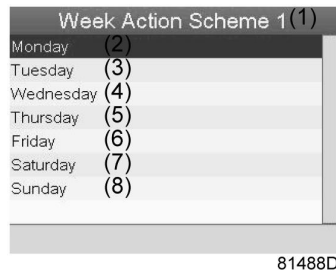 Week Action Scheme 1(1)
Monday (2)
Tuesday (3)
Wednesday (4)
Thursday (5)
Friday (6)
Saturday (7)
Sunday (8)
81488D